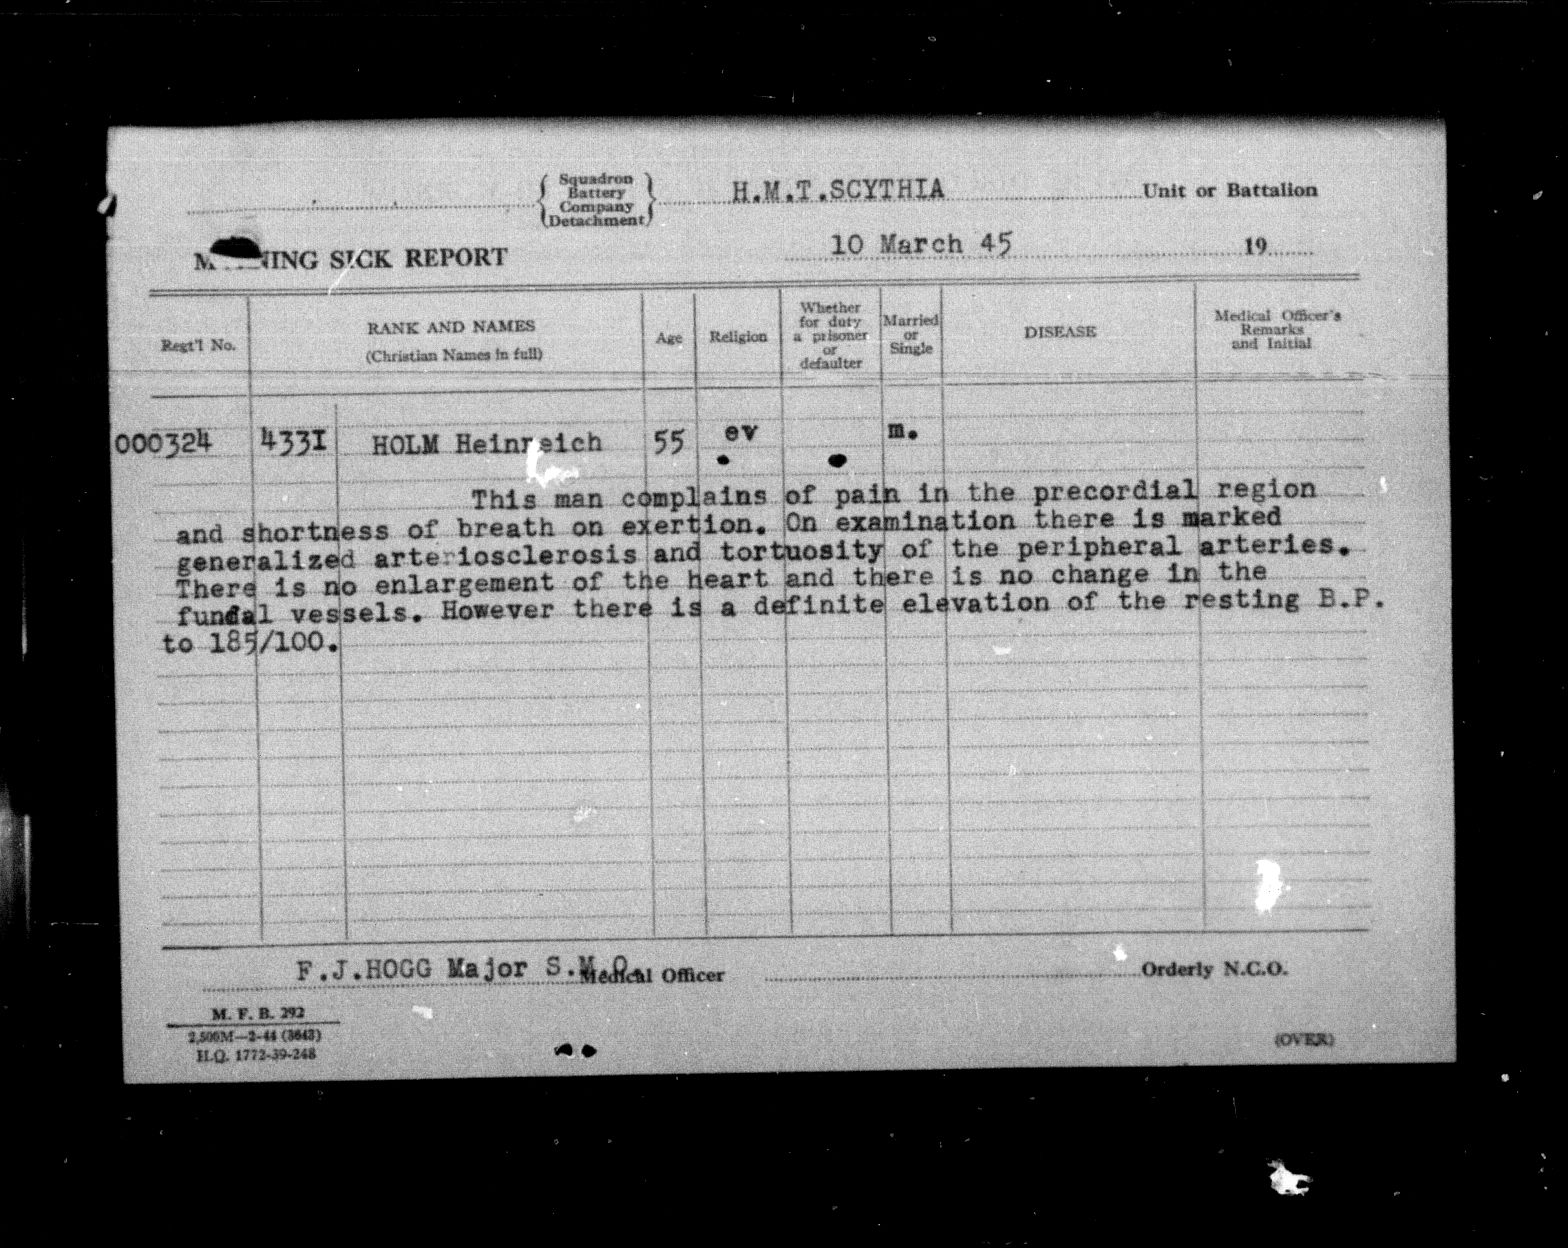 Squadron
Battery
Company
Detachment
H.M.T.SCYTHIA Unit or Battalion
SICK REPORT
10 March 45 19
Regt'l No.
RANK AND NAMES
(Christian Names in full)
Age
Religion
Whether
for duty
a prisoner
or
defaulter
Married
or
Single
DISEASE
Medical Officer's
Remarks
and Initial
000324 433I HOLM Heinreich 55 ev m.
This man complains of pain in the precordial region
and shortness of breath on exertion. On examination there is marked
generalized arteriosclerosis and tortuosity of the peripheral arteries.
There is no enlargement of the heart and there is no change in the
fundal vessels. However there is a definite elevation of the resting B.P.
to 185/100.
F.J.HOGG Major S.M.O. Medical Officer Orderly N.C.O.
M. F. B. 292
2,500M—2-44 (3643)
H.Q. 1772-39-248
(OVER)